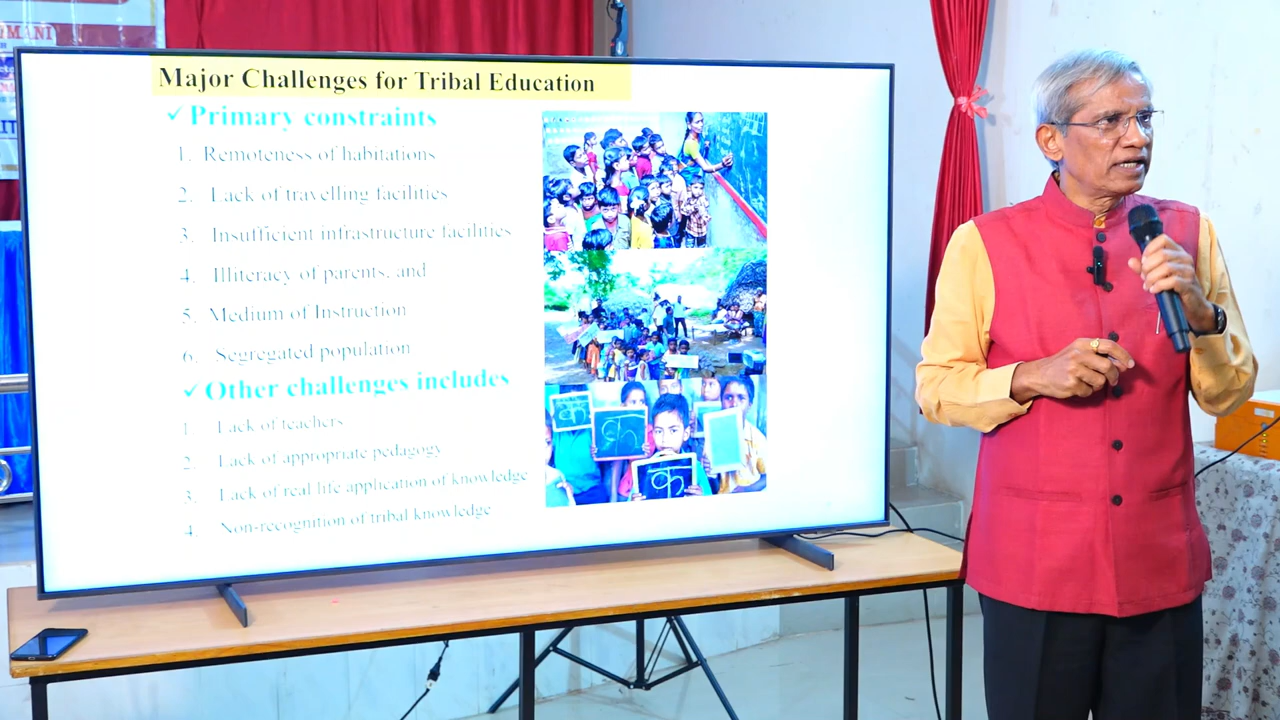 MANI
Major Challenges for Tribal Education
✓ Primary constraints
1. Remoteness of habitations
2. Lack of travelling facilities
3. Insufficient infrastructure facilities
4. Illiteracy of parents, and
5. Medium of Instruction
6. Segregated population
✓ Other challenges includes
1. Lack of teachers
2. Lack of appropriate pedagogy
3. Lack of real life application of knowledge
4. Non-recognition of tribal knowledge